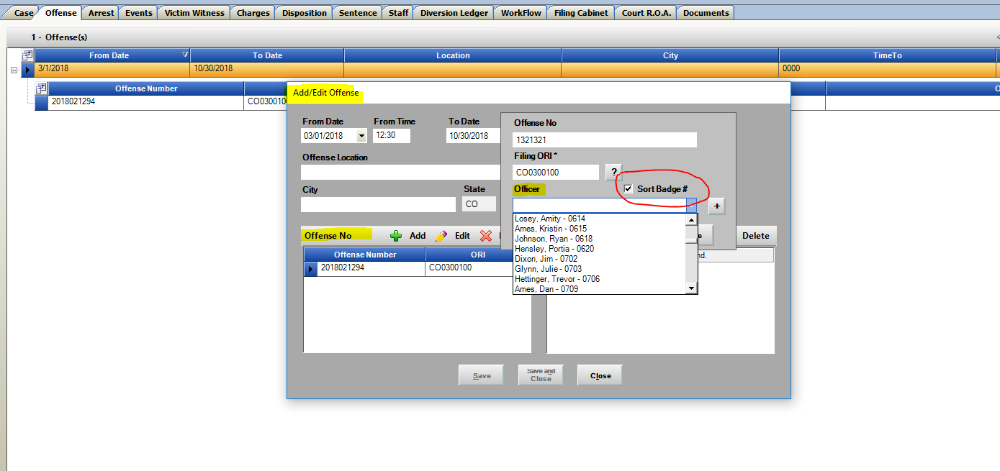 Case Offense Arrest Events Victim Witness Charges Disposition Sentence Staff Diversion Ledger WorkFlow Filing Cabinet Court R.O.A. Documents
1 - Offense(s)
From Date To Date Location City TimeTo
3/1/2018 10/30/2018 0000
Offense Number
2018021294 CO030010
Add/Edit Offense
From Date From Time To Date
03/01/2018 12:30 10/30/2018
Offense Location
City State
CO
Offense No
1321321
Filing ORI *
CO0300100 ?
Officer Sort Badge #
+
Losey, Amity - 0614
Ames, Kristin - 0615
Johnson, Ryan - 0618
Hensley, Portia - 0620
Dixon, Jim - 0702
Glynn, Julie - 0703
Hettinger, Trevor - 0706
Ames, Dan - 0709
Offense No Add Edit Delete
Offense Number ORI
2018021294 CO0300100
Save Save and Close Close